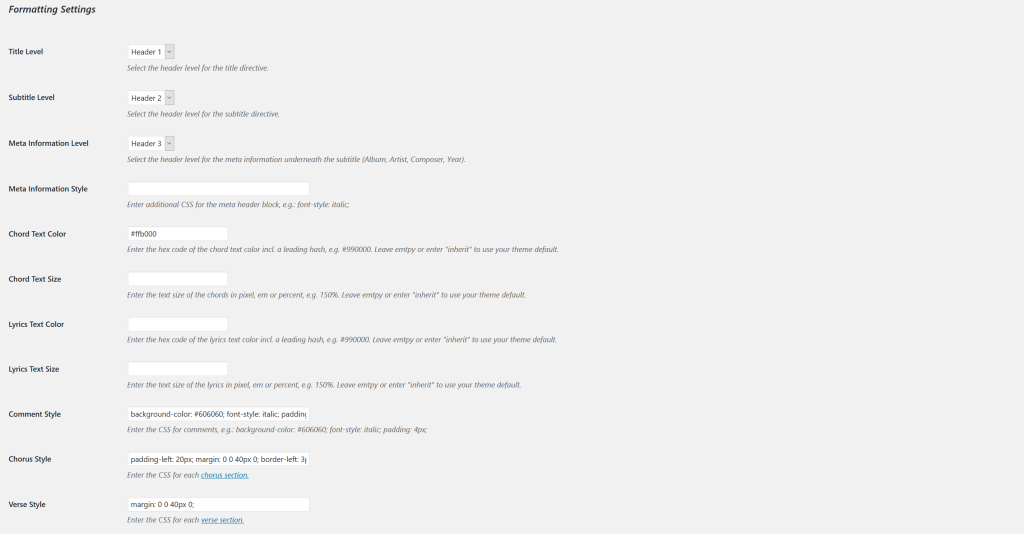 Formatting Settings
Title Level
Header 1
Select the header level for the title directive.
Subtitle Level
Header 2
Select the header level for the subtitle directive.
Meta Information Level
Header 3
Select the header level for the meta information underneath the subtitle (Album, Artist, Composer, Year).
Meta Information Style
Enter additional CSS for the meta header block, e.g.: font-style: italic;
Chord Text Color
#ffb000
Enter the hex code of the chord text color incl. a leading hash, e.g. #990000. Leave emtpy or enter "inherit" to use your theme default.
Chord Text Size
Enter the text size of the chords in pixel, em or percent, e.g. 150%. Leave emtpy or enter "inherit" to use your theme default.
Lyrics Text Color
Enter the hex code of the lyrics text color incl. a leading hash, e.g. #990000. Leave emtpy or enter "inherit" to use your theme default.
Lyrics Text Size
Enter the text size of the lyrics in pixel, em or percent, e.g. 150%. Leave emtpy or enter "inherit" to use your theme default.
Comment Style
background-color: #606060; font-style: italic; padding
Enter the CSS for comments, e.g.: background-color: #606060; font-style: italic; padding: 4px;
Chorus Style
padding-left: 20px; margin: 0 0 40px 0; border-left: 3p
Enter the CSS for each chorus section.
Verse Style
margin: 0 0 40px 0;
Enter the CSS for each verse section.